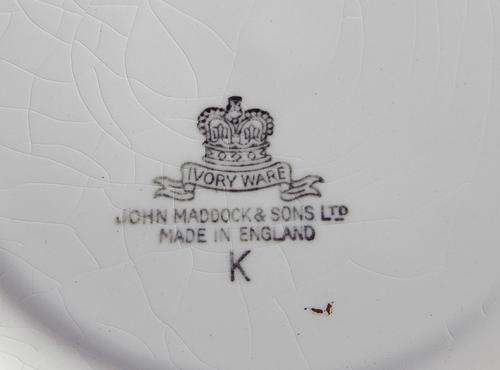 IVORY WARE
JOHN MADDOCK & SONS LTD
MADE IN ENGLAND
K